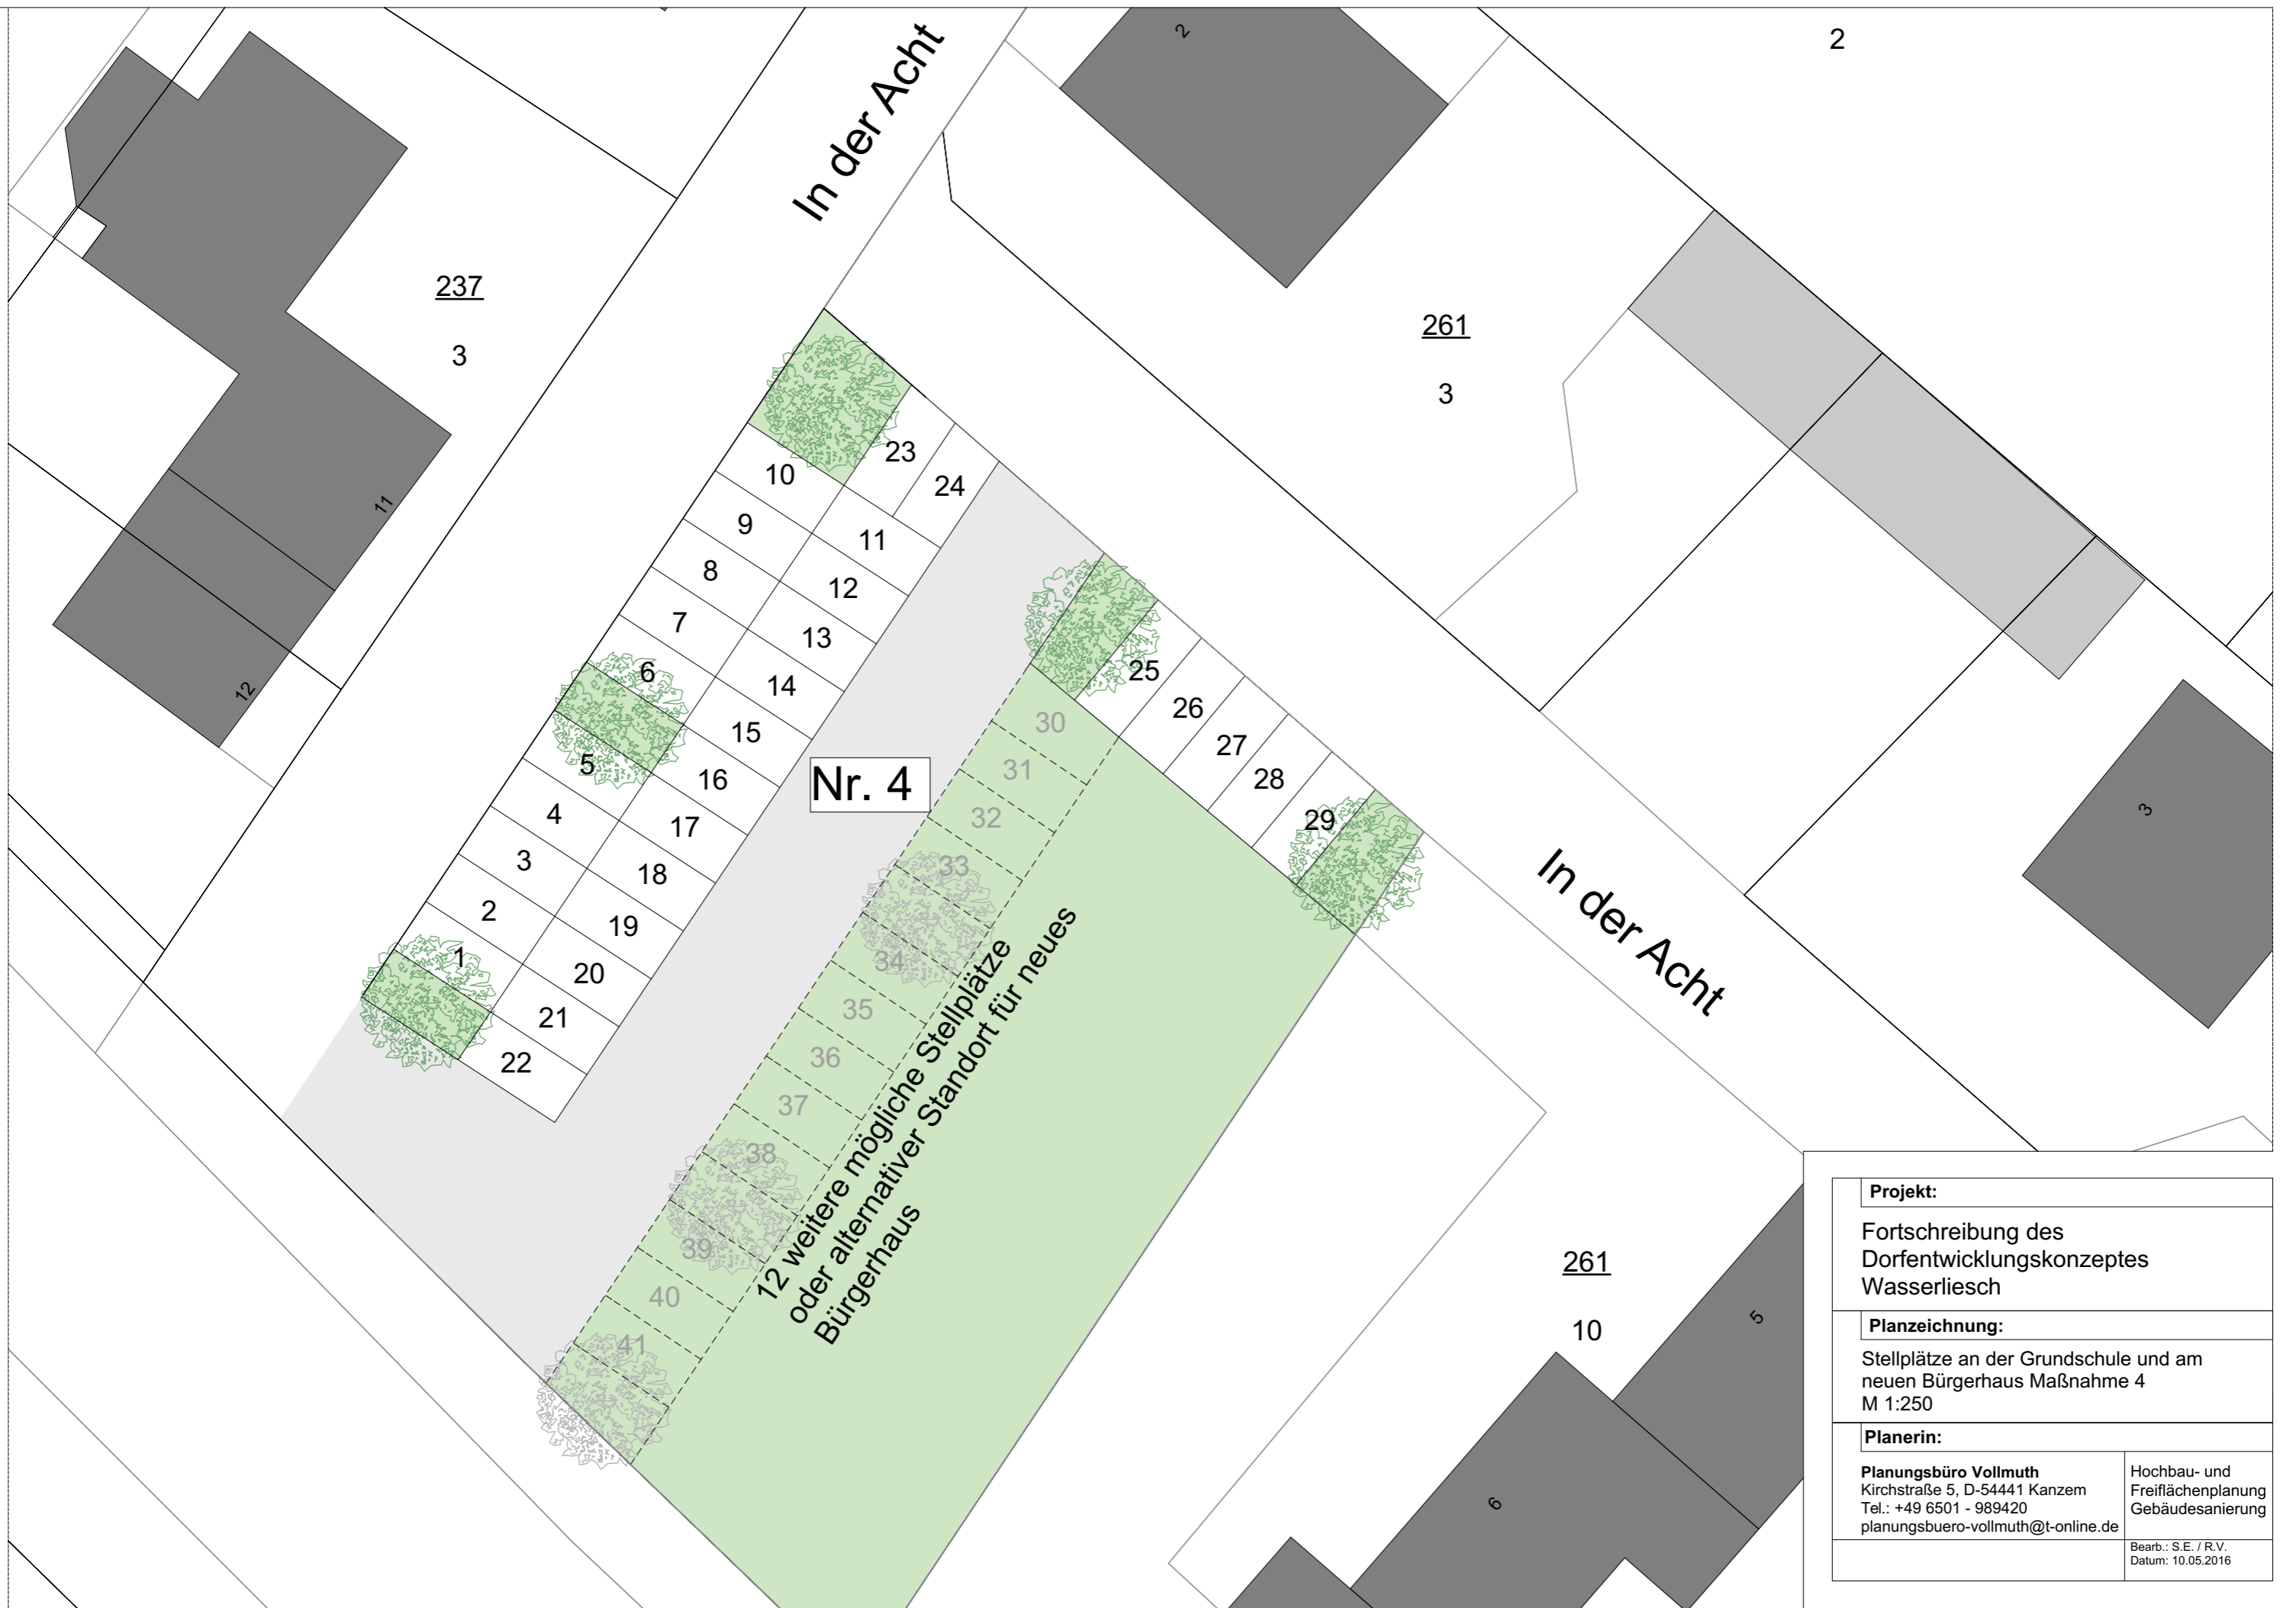 2
2
In der Acht
237
3
261
3
11
12
3
23
24
10
9
8
7
6
5
4
3
2
1
11
12
13
14
15
16
17
18
19
20
21
22
25
26
27
28
29
Nr. 4
30
31
32
33
34
35
36
37
38
39
40
41
12 weitere mögliche Stellplätze
oder alternativer Standort für neues
Bürgerhaus
In der Acht
261
10
5
6
Projekt:
Fortschreibung des
Dorfentwicklungskonzeptes
Wasserliesch
Planzeichnung:
Stellplätze an der Grundschule und am
neuen Bürgerhaus Maßnahme 4
M 1:250
Planerin:
Planungsbüro Vollmuth
Kirchstraße 5, D-54441 Kanzem
Tel.: +49 6501 - 989420
planungsbuero-vollmuth@t-online.de
Hochbau- und
Freiflächenplanung
Gebäudesanierung
Bearb.: S.E. / R.V.
Datum: 10.05.2016